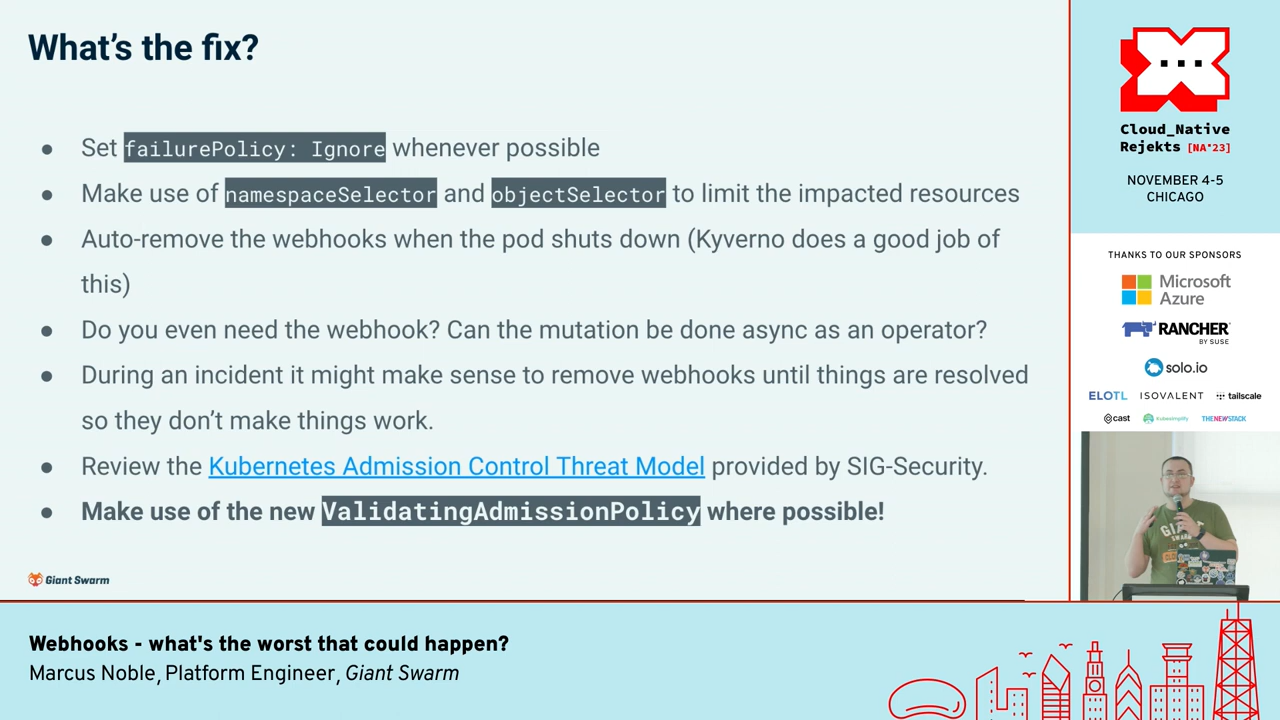 What's the fix?
● Set failurePolicy: Ignore whenever possible
● Make use of namespaceSelector and objectSelector to limit the impacted resources
● Auto-remove the webhooks when the pod shuts down (Kyverno does a good job of
this)
● Do you even need the webhook? Can the mutation be done async as an operator?
● During an incident it might make sense to remove webhooks until things are resolved
so they don't make things work.
● Review the Kubernetes Admission Control Threat Model provided by SIG-Security.
● Make use of the new ValidatingAdmissionPolicy where possible!
Giant Swarm
Cloud_Native
Rejekts [NA'23]
NOVEMBER 4-5
CHICAGO
THANKS TO OUR SPONSORS
Microsoft
Azure
RANCHER
BY SUSE
solo.io
ELOTL ISOVALENT tailscale
cast Kubesimplify THENEWSTACK
GIANT
SWARM
Webhooks - what's the worst that could happen?
Marcus Noble, Platform Engineer, Giant Swarm